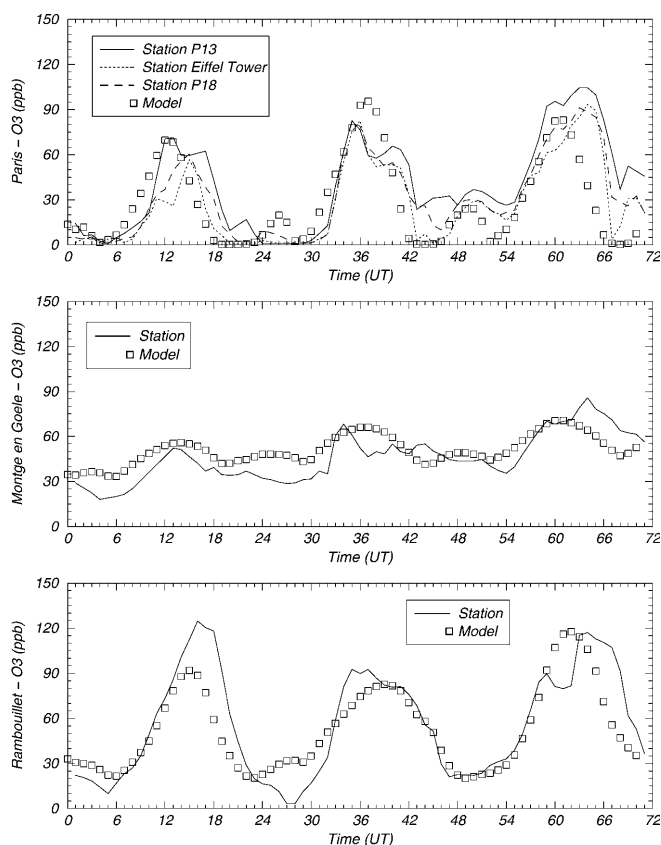 150
120
90
60
30
0
Paris – O3 (ppb)
Station P13
Station Eiffel Tower
Station P18
Model
0 6 12 18 24 30 36 42 48 54 60 66 72
Time (UT)
150
120
90
60
30
0
Montge en Goele – O3 (ppb)
Station
Model
0 6 12 18 24 30 36 42 48 54 60 66 72
Time (UT)
150
120
90
60
30
0
Rambouillet – O3 (ppb)
Station
Model
0 6 12 18 24 30 36 42 48 54 60 66 72
Time (UT)